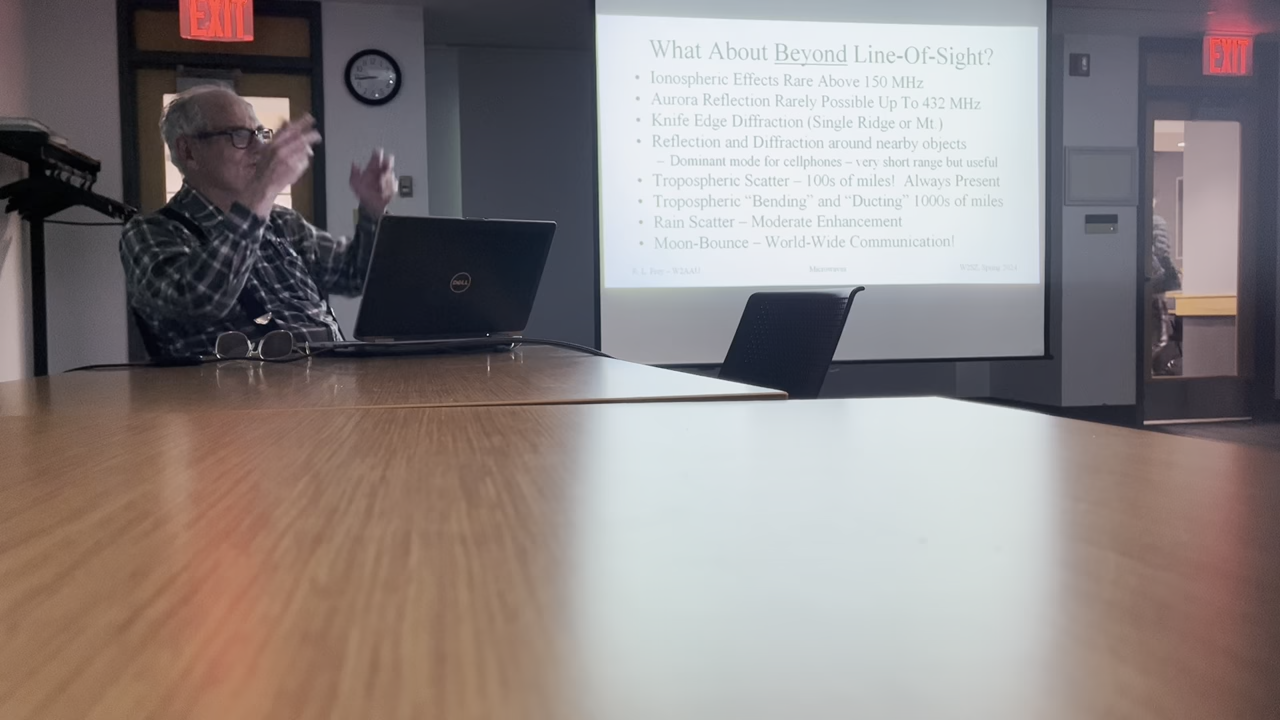 EXIT
What About Beyond Line-Of-Sight?
• Ionospheric Effects Rare Above 150 MHz
• Aurora Reflection Rarely Possible Up To 432 MHz
• Knife Edge Diffraction (Single Ridge or Mt.)
• Reflection and Diffraction around nearby objects
– Dominant mode for cellphones – very short range but useful
• Tropospheric Scatter – 100s of miles! Always Present
• Tropospheric “Bending” and “Ducting” 1000s of miles
• Rain Scatter – Moderate Enhancement
• Moon-Bounce – World-Wide Communication!
Spring
EXIT
DELL